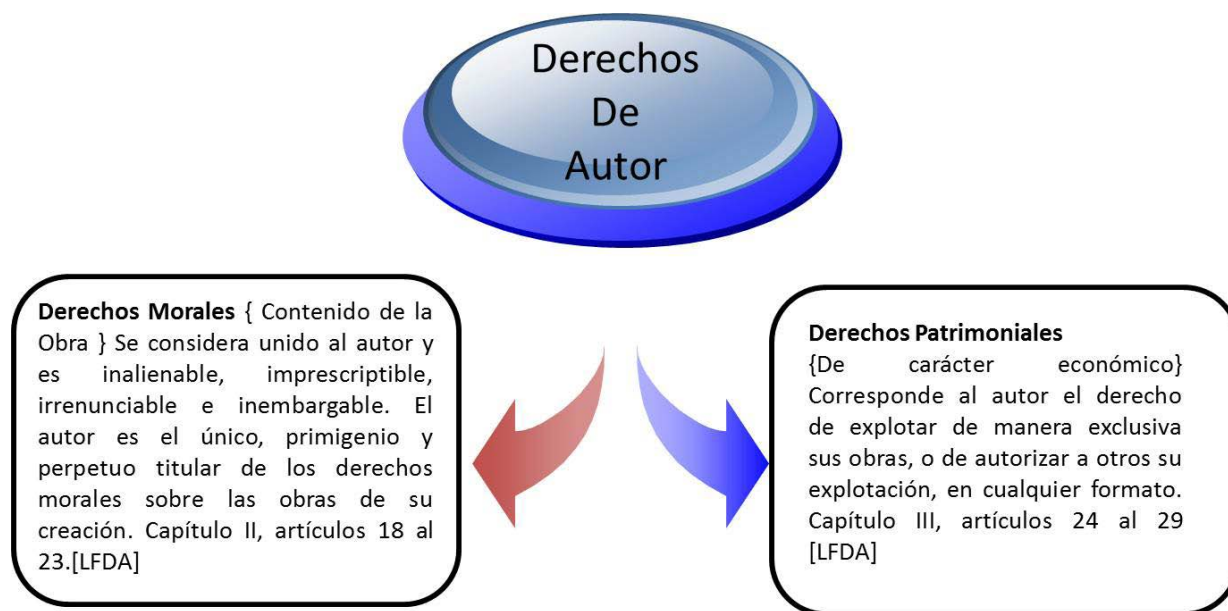 Derechos
De
Autor
Derechos Morales { Contenido de la
Obra } Se considera unido al autor y
es inalienable, imprescriptible,
irrenunciable e inembargable. El
autor es el único, primigenio y
perpetuo titular de los derechos
morales sobre las obras de su
creación. Capítulo II, artículos 18 al
23.[LFDA]
Derechos Patrimoniales
{De carácter económico}
Corresponde al autor el derecho
de explotar de manera exclusiva
sus obras, o de autorizar a otros su
explotación, en cualquier formato.
Capítulo III, artículos 24 al 29
[LFDA]